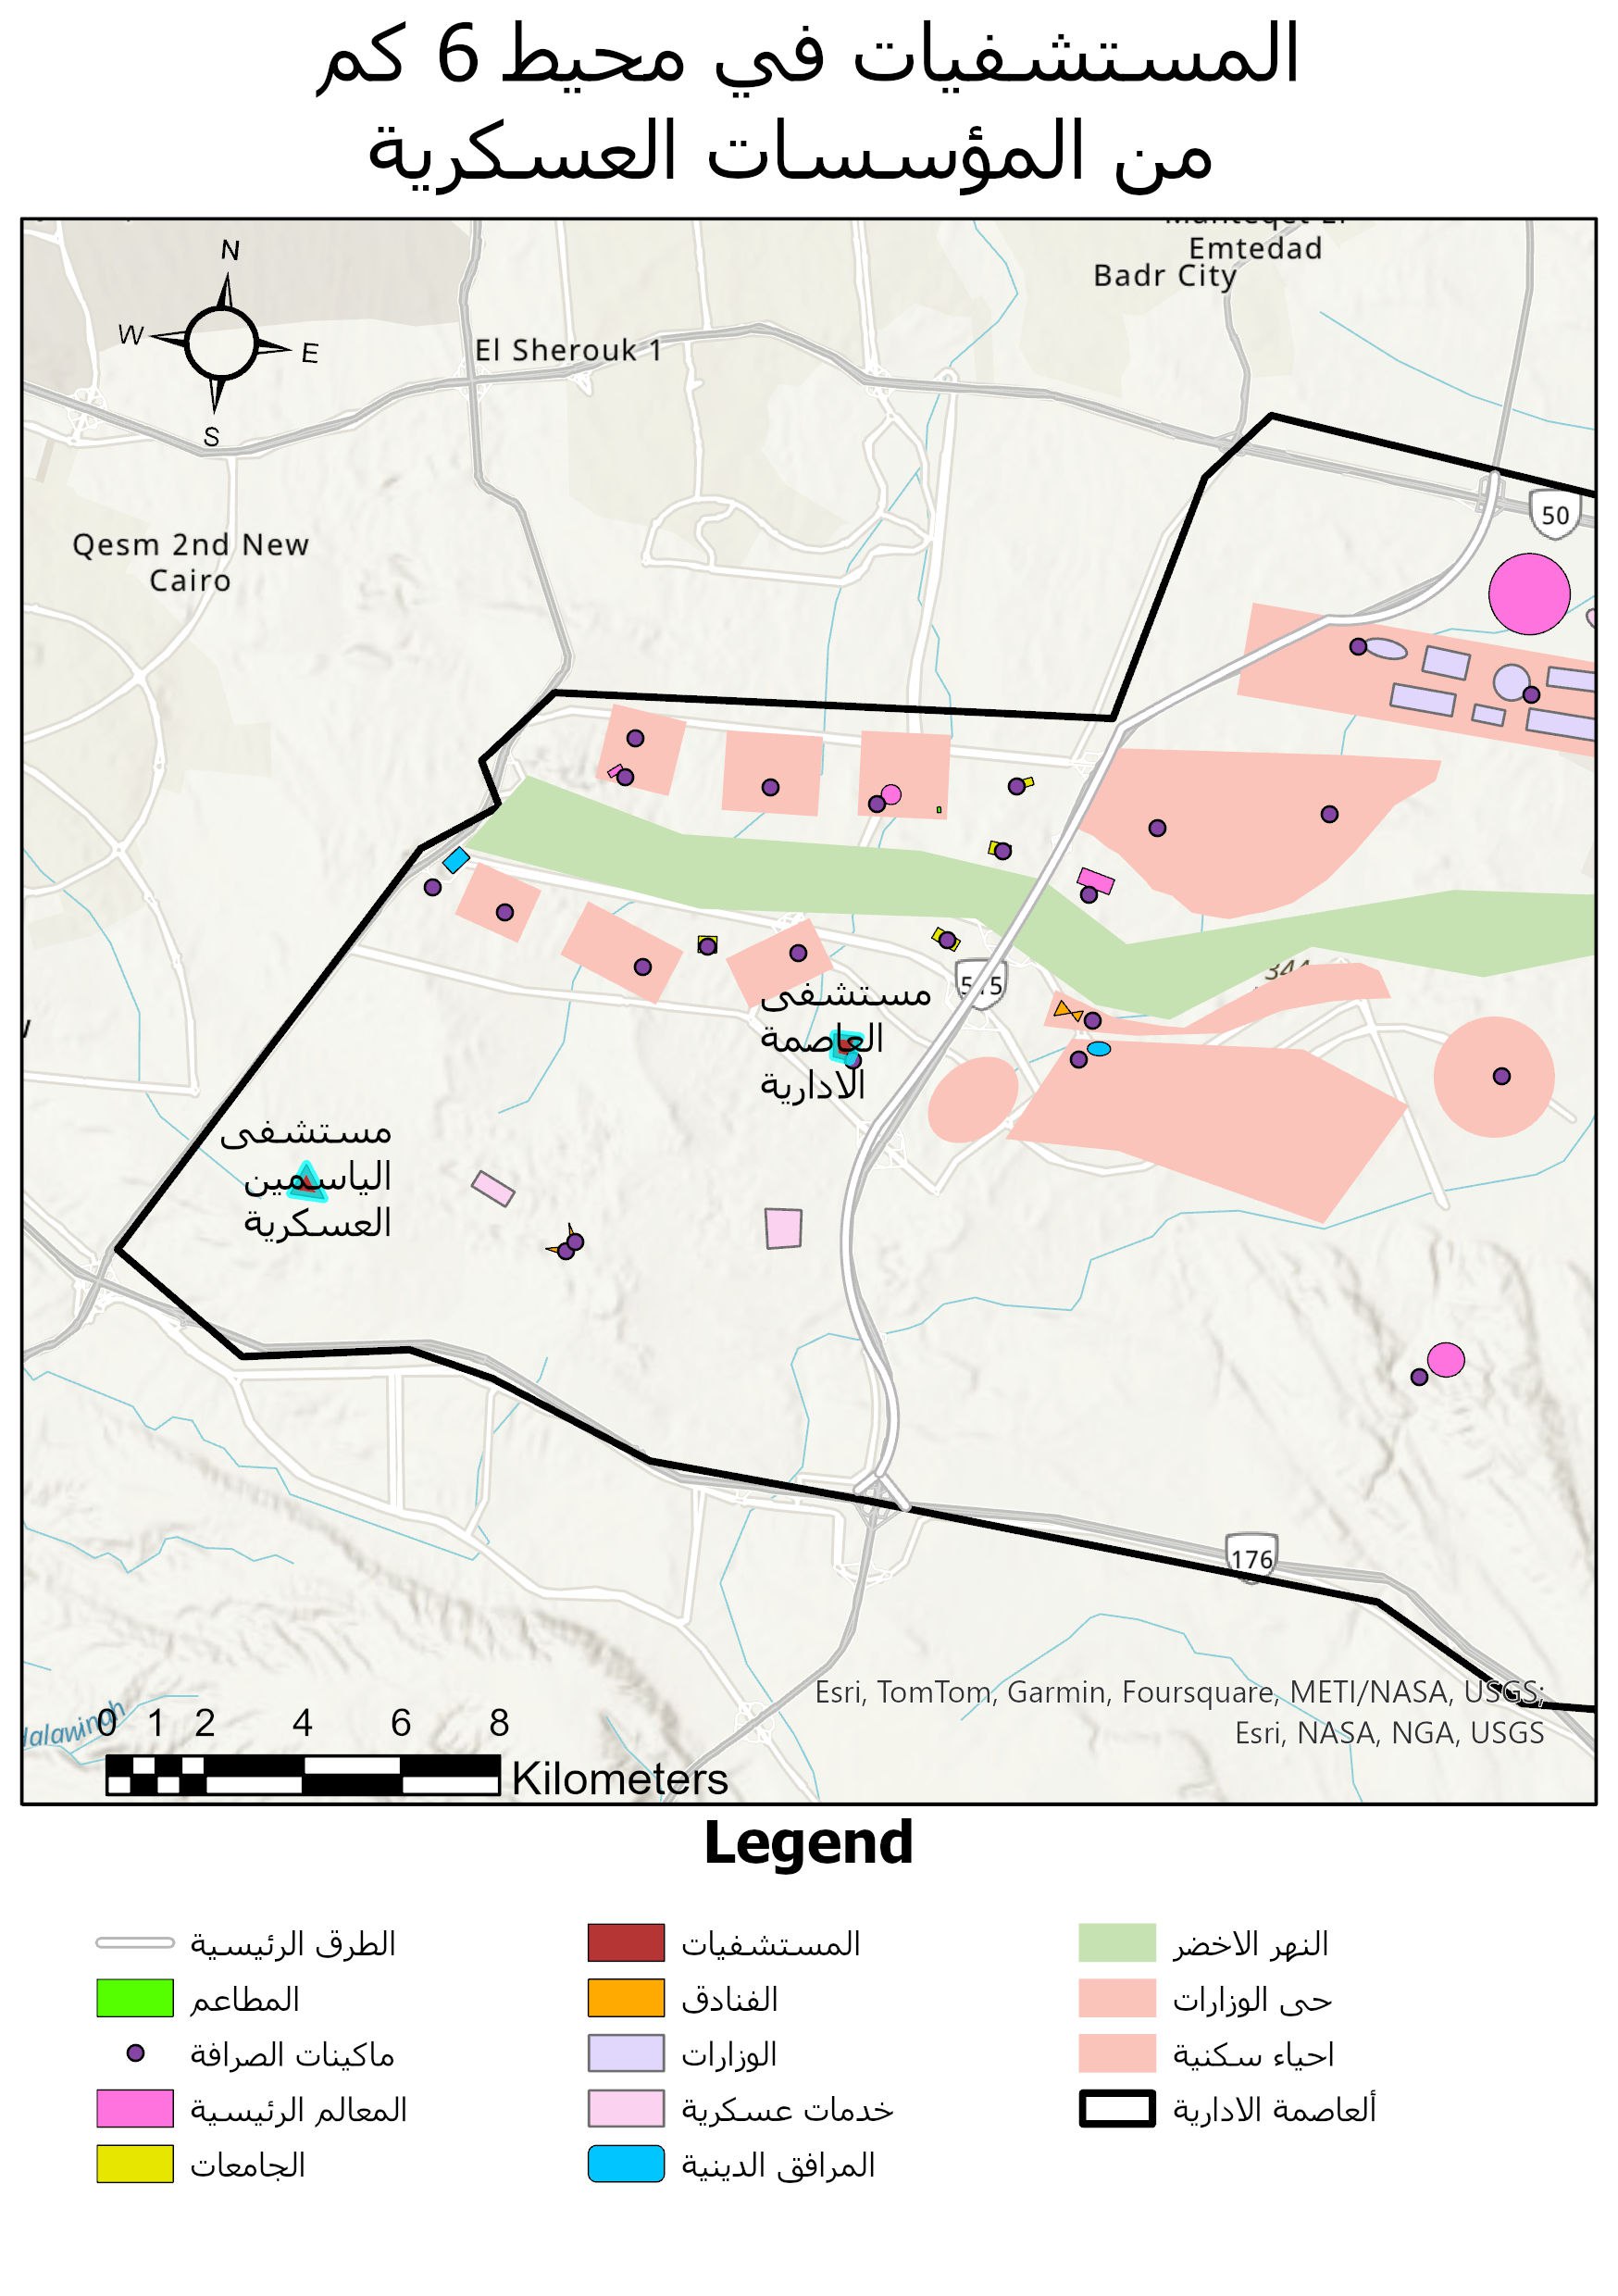 المستشفيات في محيط 6 كم
من المؤسسات العسكرية
Emtedad
Badr City
N
W
E
S
El Sherouk 1
50
Qesm 2nd New
Cairo
344
515
مستشفى
العاصمة
الادارية
مستشفى
الياسمين
العسكرية
176
Esri, TomTom, Garmin, Foursquare, METI/NASA, USGS;
Esri, NASA, NGA, USGS
0 1 2 4 6 8
Kilometers
Legend
الطرق الرئيسية
المطاعم
ماكينات الصرافة
المعالم الرئيسية
الجامعات
المستشفيات
الفنادق
الوزارات
خدمات عسكرية
المرافق الدينية
النهر الاخضر
حى الوزارات
احياء سكنية
ألعاصمة الادارية